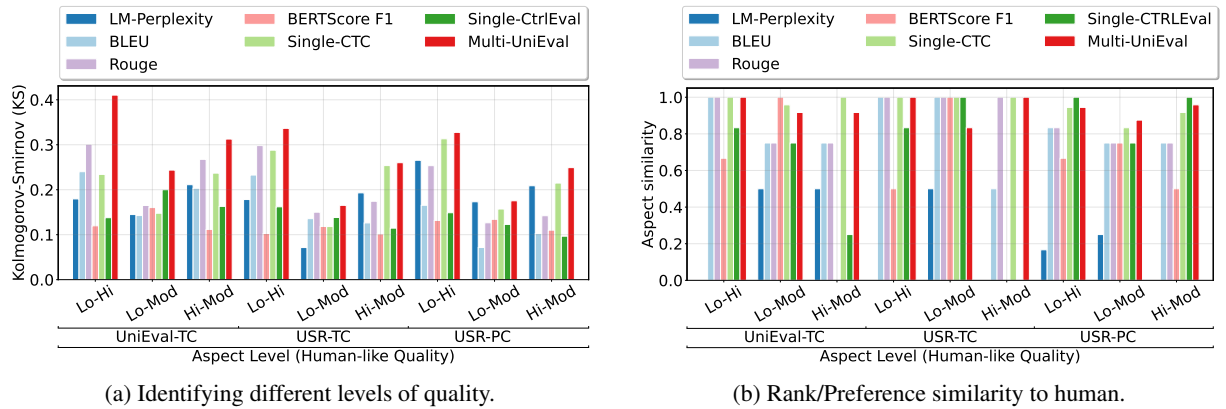 LM-Perplexity
BLEU
Rouge
BERTScore F1
Single-CTC
Single-CtrlEval
Multi-UniEval
Kolmogorov-Smirnov (KS)
0.4
0.3
0.2
0.1
0.0
Lo-Hi
Lo-Mod
Hi-Mod
Lo-Hi
Lo-Mod
Hi-Mod
Lo-Hi
Lo-Mod
Hi-Mod
UniEval-TC
USR-TC
USR-PC
Aspect Level (Human-like Quality)
(a) Identifying different levels of quality.
LM-Perplexity
BLEU
Rouge
BERTScore F1
Single-CTC
Single-CTRLEval
Multi-UniEval
Aspect similarity
1.0
0.8
0.6
0.4
0.2
0.0
Lo-Hi
Lo-Mod
Hi-Mod
Lo-Hi
Lo-Mod
Hi-Mod
Lo-Hi
Lo-Mod
Hi-Mod
UniEval-TC
USR-TC
USR-PC
Aspect Level (Human-like Quality)
(b) Rank/Preference similarity to human.